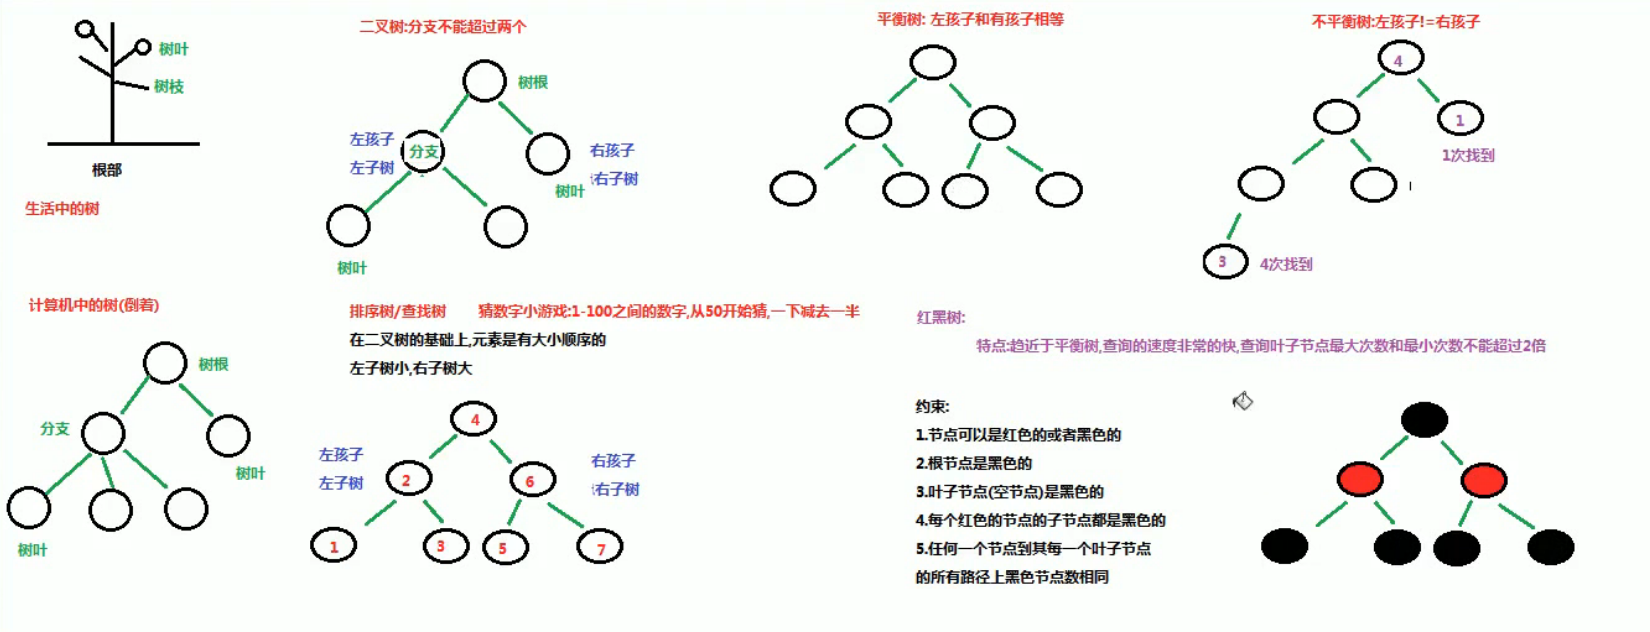 树叶
树枝
根部
生活中的树
二叉树:分支不能超过两个
树根
左孩子
左子树
分支
右孩子
右子树
树叶
树叶
平衡树: 左孩子和有孩子相等
不平衡树:左孩子!=右孩子
4
1
1次找到
3
4次找到
计算机中的树(倒着)
树根
分支
树叶
树叶
排序树/查找树 猜数字小游戏:1-100之间的数字,从50开始猜,一下减去一半
在二叉树的基础上,元素是有大小顺序的
左子树小,右子树大
4
左孩子
左子树
2
6
右孩子
右子树
1
3
5
7
红黑树:
特点:趋近于平衡树,查询的速度非常的快,查询叶子节点最大次数和最小次数不能超过2倍
约束:
1.节点可以是红色的或者黑色的
2.根节点是黑色的
3.叶子节点(空节点)是黑色的
4.每个红色的节点的子节点都是黑色的
5.任何一个节点到其每一个叶子节点
的所有路径上黑色节点数相同